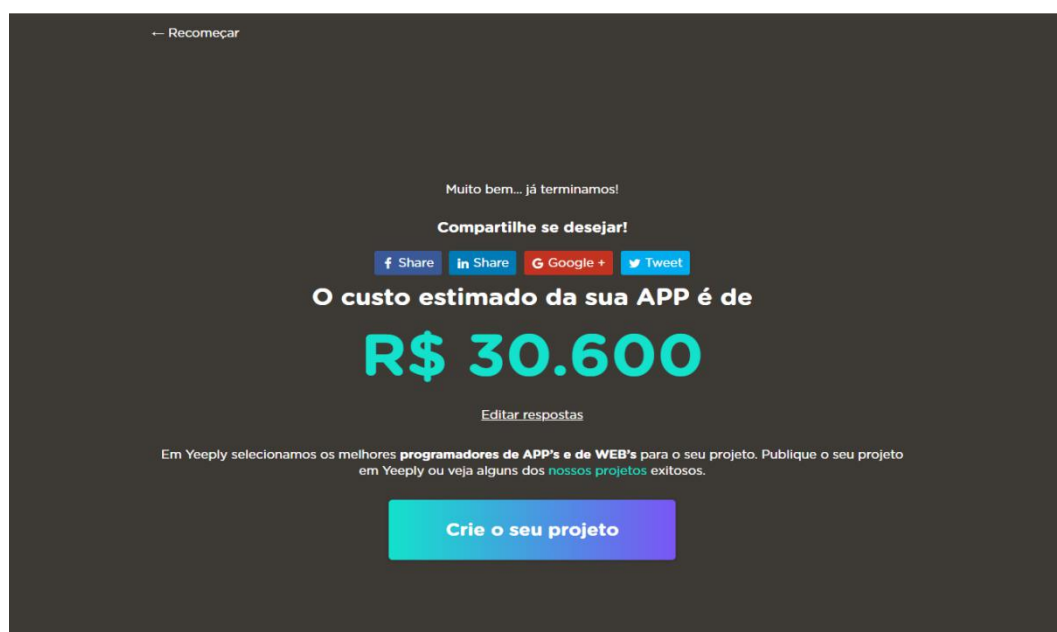 ← Recomeçar
Muito bem... já terminamos!
Compartilhe se desejar!
f Share in Share G Google + Tweet
O custo estimado da sua APP é de
R$ 30.600
Editar respostas
Em Yeeply selecionamos os melhores programadores de APP's e de WEB's para o seu projeto. Publique o seu projeto
em Yeeply ou veja alguns dos nossos projetos exitosos.
Crie o seu projeto